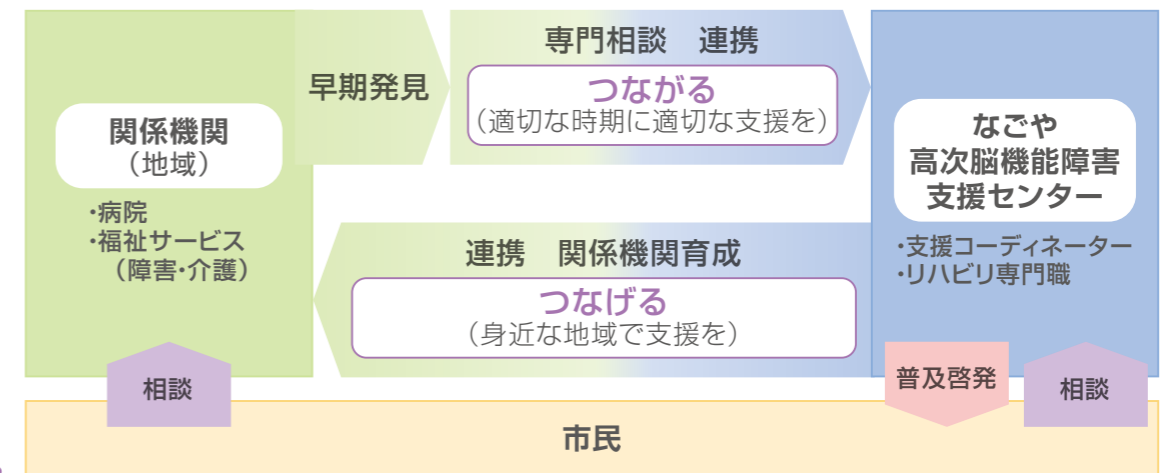 関係機関
（地域）
・病院
・福祉サービス
（障害・介護）
早期発見
専門相談　連携
つながる
（適切な時期に適切な支援を）
連携　関係機関育成
つなげる
（身近な地域で支援を）
なごや
高次脳機能障害
支援センター
・支援コーディネーター
・リハビリ専門職
相談
普及啓発
相談
市民